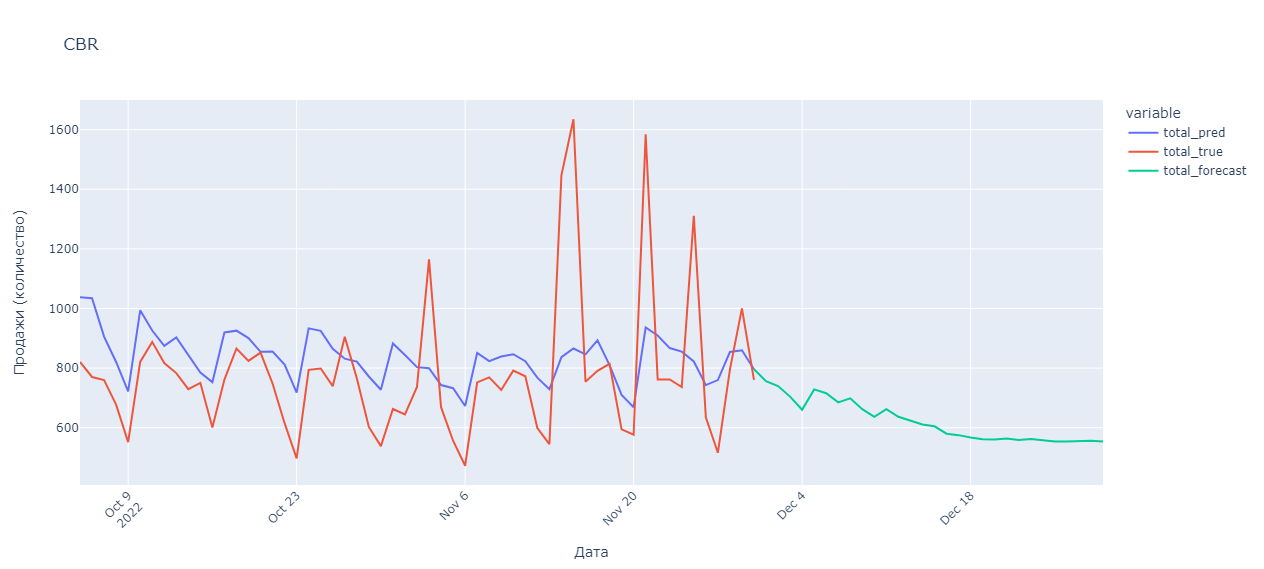 CBR
Продажи (количество)
1600
1400
1200
1000
800
600
Oct 9
2022
Oct 23
Nov 6
Nov 20
Dec 4
Dec 18
Дата
variable
total_pred
total_true
total_forecast